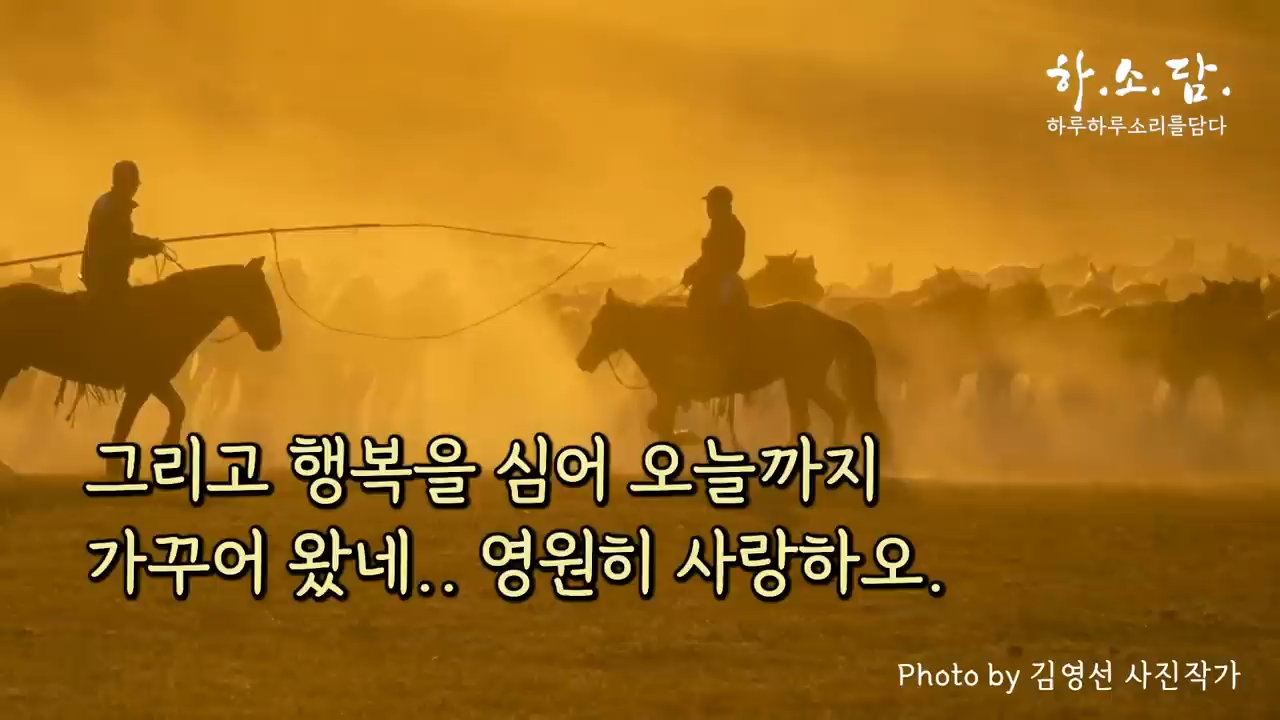 하.소.담.
하루하루소리를담다
그리고 행복을 심어 오늘까지
가꾸어 왔네.. 영원히 사랑하오.
Photo by 김영선 사진작가